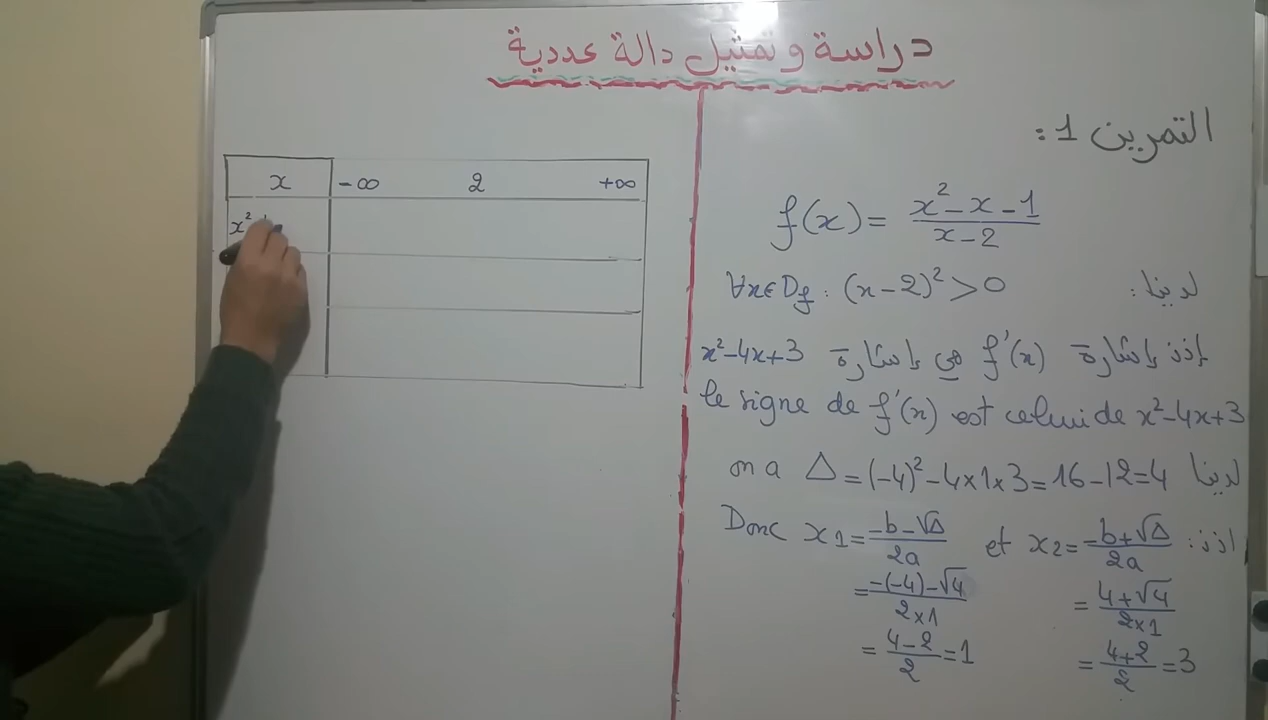 دراسة وتمثيل دالة عددية
التمرين 1:
f(x) = (x² - x - 1)/(x - 2)
لدينا: ∀x∈Df : (x-2)² > 0
إذن إشارة f'(x) هي إشارة x²-4x+3
le signe de f'(x) est celui de x²-4x+3
لدينا on a Δ = (-4)² - 4×1×3 = 16 - 12 = 4
اذن: Donc x1 = (-b-√Δ)/2a et x2 = (-b+√Δ)/2a
= (-(-4)-√4)/(2×1) = (4+√4)/(2×1)
= (4-2)/2 = 1 = (4+2)/2 = 3
x -∞ 2 +∞
x²